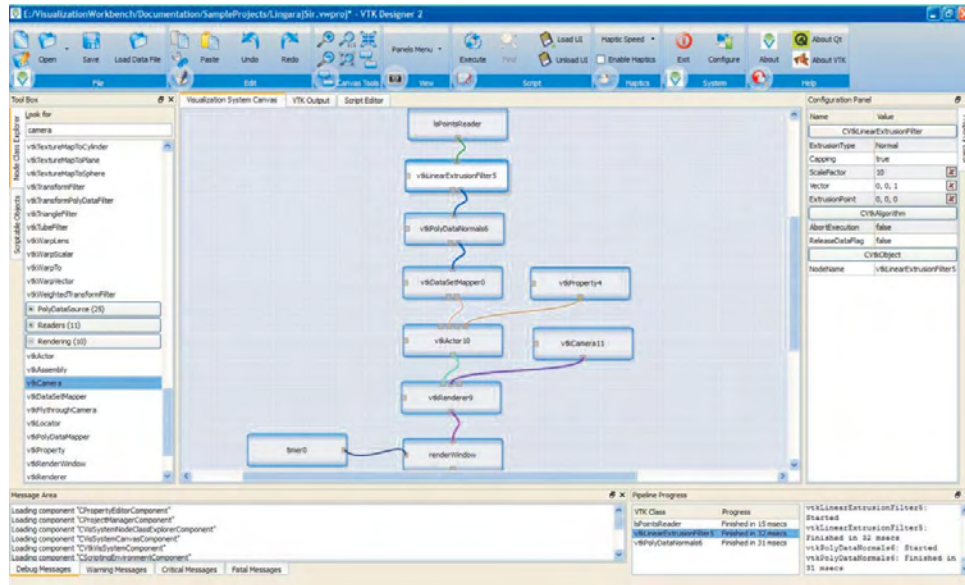 E:/VisualizationWorkbench/Documentation/SampleProjects/LingarajSir.vwproj* - VTK Designer 2
Open Save Load Data File
File
Paste Undo Redo
Edit
Canvas Tools
Panels Menu
View
Execute Find
Load UI
Unload UI
Script
Haptic Speed
Enable Haptics
Haptics
Exit Configure About
System
About Qt
About VTK
Help
Tool Box
Node Class Explorer
Scriptable Objects
Look for
camera
vtkTextureMapToCylinder
vtkTextureMapToPlane
vtkTextureMapToSphere
vtkTransformFilter
vtkTransformPolyDataFilter
vtkTriangleFilter
vtkTubeFilter
vtkWarpLens
vtkWarpScalar
vtkWarpTo
vtkWarpVector
vtkWeightedTransformFilter
PolyDataSource (25)
Readers (11)
Rendering (10)
vtkActor
vtkAssembly
vtkCamera
vtkDataSetMapper
vtkFlythroughCamera
vtkLocator
vtkPolyDataMapper
vtkProperty
vtkRenderWindow
vtkRenderer
Visualization System Canvas VTK Output Script Editor
lsPointsReader
vtkLinearExtrusionFilter5
vtkPolyDataNormals6
vtkDataSetMapper0
vtkProperty4
vtkActor10
vtkCamera11
vtkRenderer9
timer0
renderWindow
Configuration Panel
Name Value
CVtkLinearExtrusionFilter
ExtrusionType Normal
Capping true
ScaleFactor 10
Vector 0, 0, 1
ExtrusionPoint 0, 0, 0
CVtkAlgorithm
AbortExecution false
ReleaseDataFlag false
CVtkObject
NodeName vtkLinearExtrusionFilter5
Message Area
Loading component "CPropertyEditorComponent"
Loading component "CProjectManagerComponent"
Loading component "CVisSystemNodeClassExplorerComponent"
Loading component "CVisSystemCanvasComponent"
Loading component "CVtkVisSystemComponent"
Loading component "CScriptingEnvironmentComponent"
Debug Messages Warning Messages Critical Messages Fatal Messages
Pipeline Progress
VTK Class Progress
lsPointsReader Finished in 15 msecs
vtkLinearExtrusionFilter5 Finished in 32 msecs
vtkPolyDataNormals6 Finished in 31 msecs
vtkLinearExtrusionFilter5:
Started
vtkLinearExtrusionFilter5:
Finished in 32 msecs
vtkPolyDataNormals6: Started
vtkPolyDataNormals6: Finished in
31 msecs